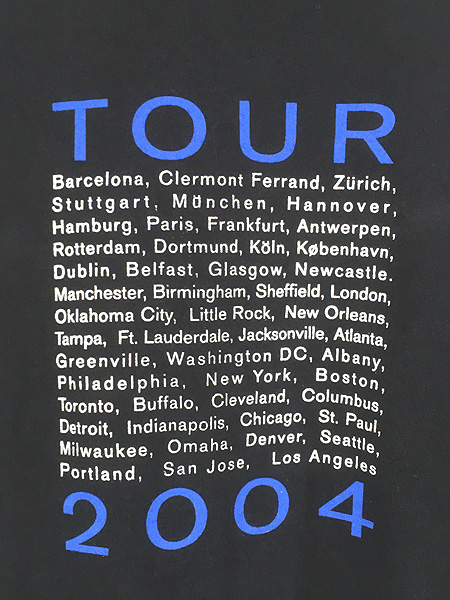 TOUR
Barcelona, Clermont Ferrand, Zürich,
Stuttgart, München, Hannover,
Hamburg, Paris, Frankfurt, Antwerpen,
Rotterdam, Dortmund, Köln, København,
Dublin, Belfast, Glasgow, Newcastle.
Manchester, Birmingham, Sheffield, London,
Oklahoma City, Little Rock, New Orleans,
Tampa, Ft. Lauderdale, Jacksonville, Atlanta,
Greenville, Washington DC, Albany,
Philadelphia, New York, Boston,
Toronto, Buffalo, Cleveland, Columbus,
Detroit, Indianapolis, Chicago, St. Paul,
Milwaukee, Omaha, Denver, Seattle,
Portland, San Jose, Los Angeles
2004